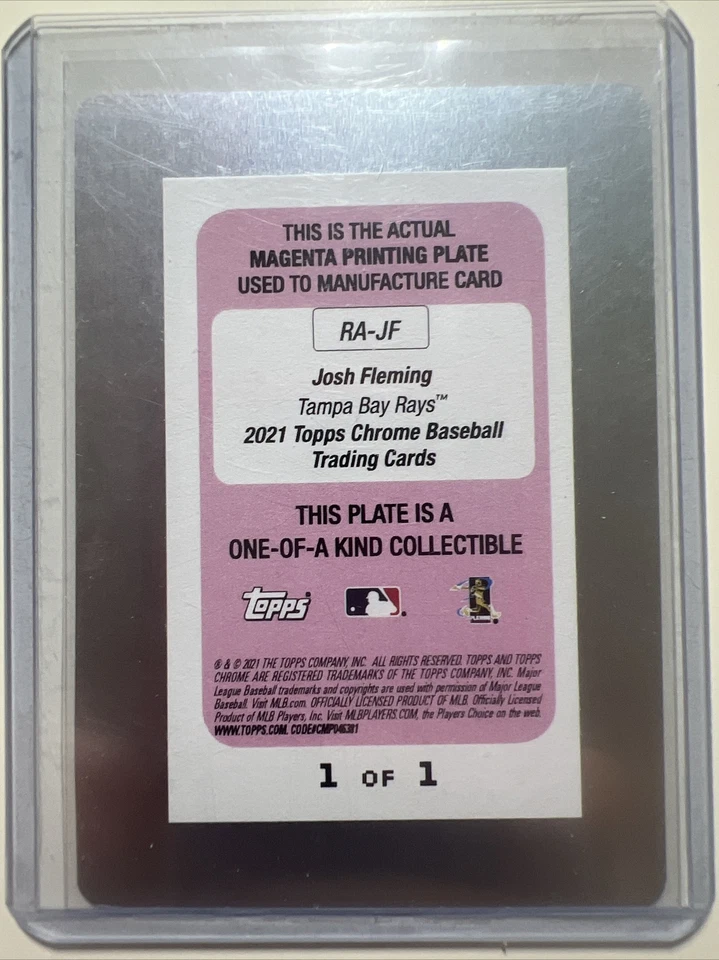 THIS IS THE ACTUAL
MAGENTA PRINTING PLATE
USED TO MANUFACTURE CARD
RA-JF
Josh Fleming
Tampa Bay Rays™
2021 Topps Chrome Baseball
Trading Cards
THIS PLATE IS A
ONE-OF-A KIND COLLECTIBLE
topps
® & © 2021 THE TOPPS COMPANY, INC. ALL RIGHTS RESERVED. TOPPS AND TOPPS
CHROME ARE REGISTERED TRADEMARKS OF THE TOPPS COMPANY, INC. Major
League Baseball trademarks and copyrights are used with permission of Major League
Baseball. Visit MLB.com. OFFICIALLY LICENSED PRODUCT OF MLB. Officially Licensed
Product of MLB Players, Inc. Visit MLBPLAYERS.COM, the Players Choice on the web.
WWW.TOPPS.COM. CODE#CMP046381
1 OF 1